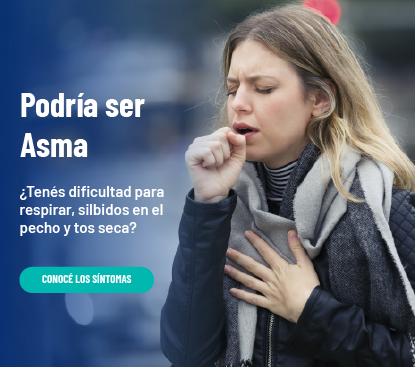 Podría ser
Asma
¿Tenés dificultad para
respirar, silbidos en el
pecho y tos seca?
CONOCÉ LOS SÍNTOMAS